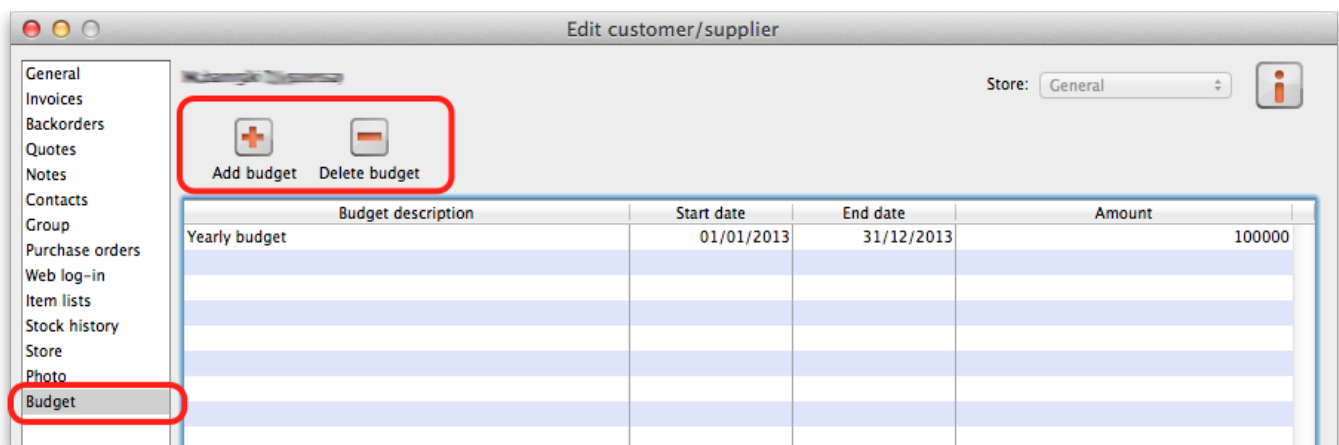 Edit customer/supplier
General
Invoices
Backorders
Quotes
Notes
Contacts
Group
Purchase orders
Web log-in
Item lists
Stock history
Store
Photo
Budget
Store: General
Add budget Delete budget
Budget description Start date End date Amount
Yearly budget 01/01/2013 31/12/2013 100000